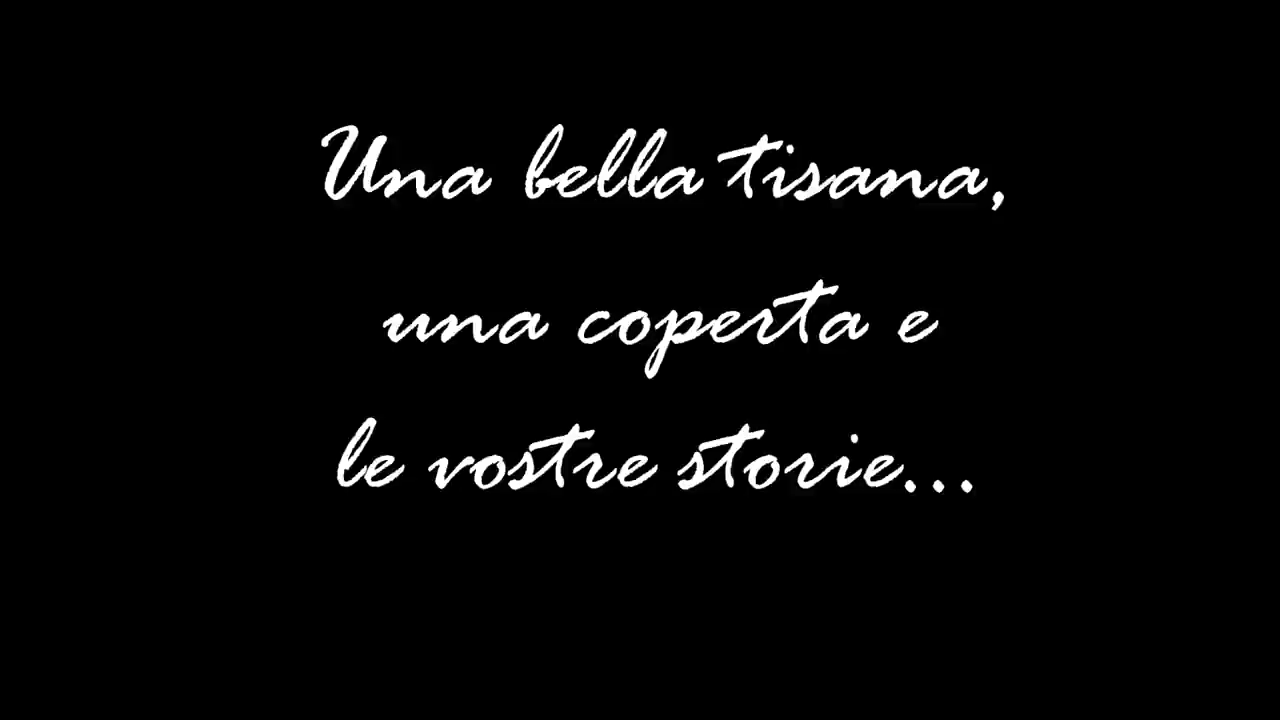 Una bella tisana,
una coperta e
le vostre storie...